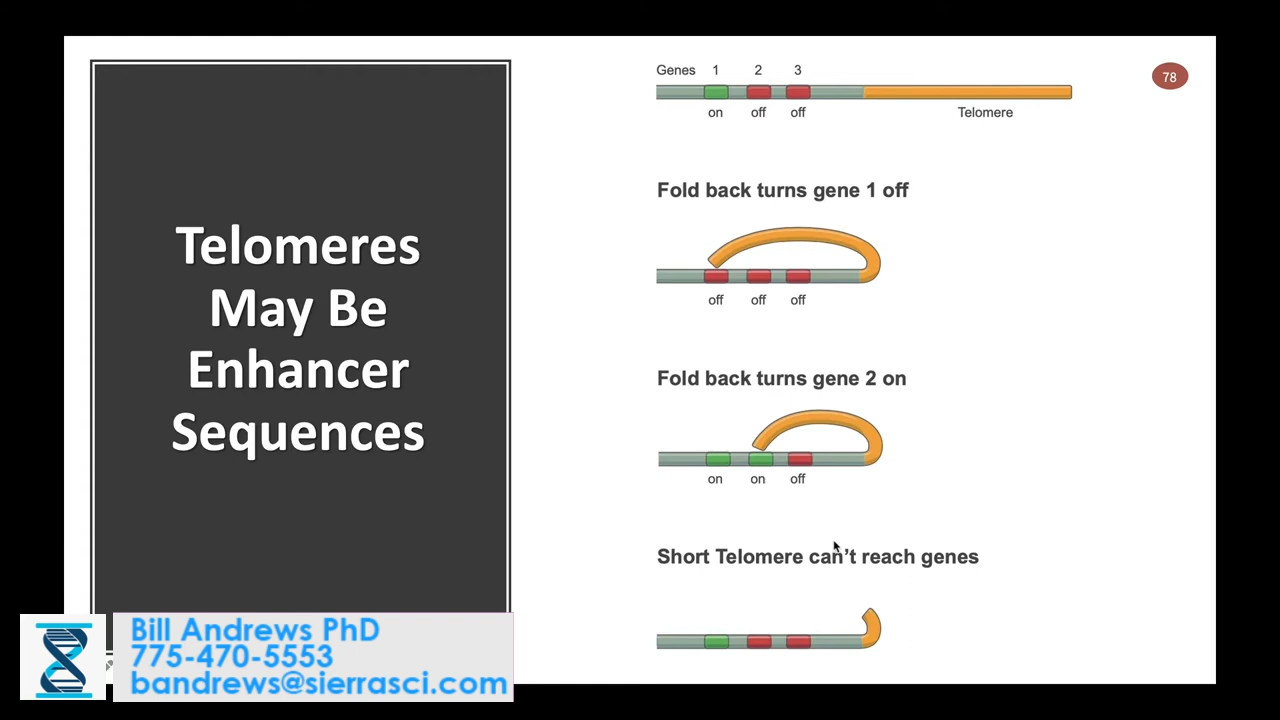 Telomeres
May Be
Enhancer
Sequences
Genes 1 2 3
78
on off off Telomere
Fold back turns gene 1 off
off off off
Fold back turns gene 2 on
on on off
Short Telomere can’t reach genes
Bill Andrews PhD
775-470-5553
bandrews@sierrasci.com